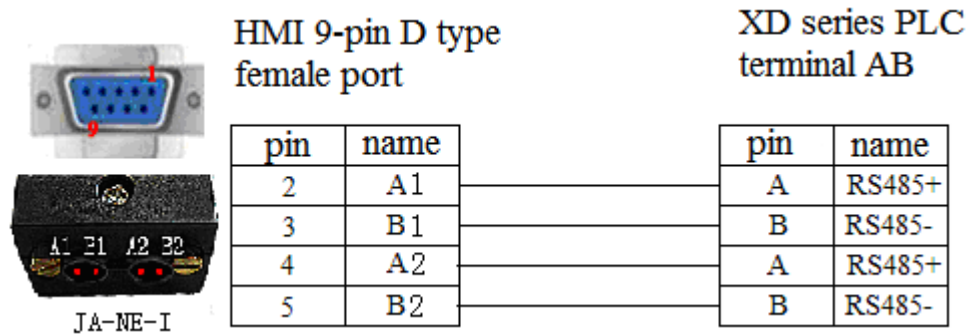 HMI 9-pin D type
female port
XD series PLC
terminal AB
1
9
pin name
2 A1
3 B1
4 A2
5 B2
pin name
A RS485+
B RS485-
A RS485+
B RS485-
A1 B1 A2 B2
JA-NE-I